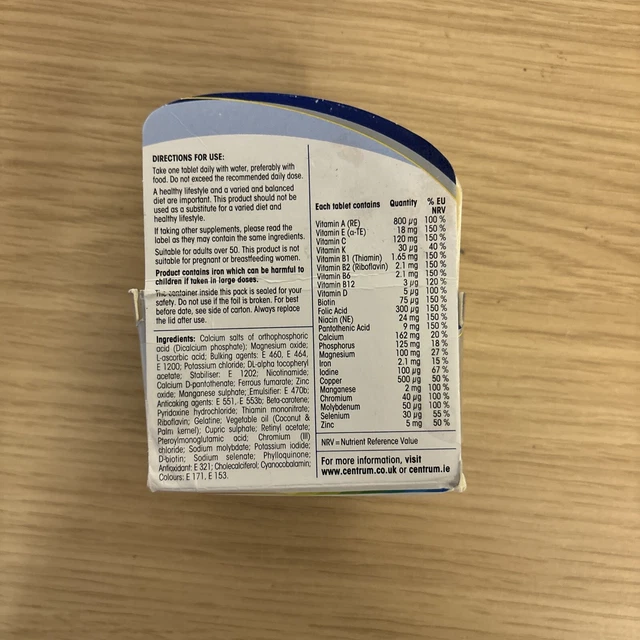 DIRECTIONS FOR USE:
Take one tablet daily with water, preferably with
food. Do not exceed the recommended daily dose.
A healthy lifestyle and a varied and balanced
diet are important. This product should not be
used as a substitute for a varied diet and
healthy lifestyle.
If taking other supplements, please read the
label as they may contain the same ingredients.
Suitable for adults over 50. This product is not
suitable for pregnant or breastfeeding women.
Product contains iron which can be harmful to
children if taken in large doses.
The container inside this pack is sealed for your
safety. Do not use if the foil is broken. For best
before date, see side of carton. Always replace
the lid after use.
Ingredients: Calcium salts of orthophosphoric
acid (Dicalcium phosphate); Magnesium oxide;
L-ascorbic acid; Bulking agents: E 460, E 464,
E 1200; Potassium chloride; DL-alpha tocopheryl
acetate; Stabiliser: E 1202; Nicotinamide;
Calcium D-pantothenate; Ferrous fumarate; Zinc
oxide; Manganese sulphate; Emulsifier: E 470b;
Anticaking agents: E 551, E 553b; Beta-carotene;
Pyridoxine hydrochloride; Thiamin mononitrate;
Riboflavin; Gelatine; Vegetable oil (Coconut &
Palm kernel); Cupric sulphate; Retinyl acetate;
Pteroylmonoglutamic acid; Chromium (III)
chloride; Sodium molybdate; Potassium iodide;
D-biotin; Sodium selenate; Phylloquinone;
Antioxidant: E 321; Cholecalciferol; Cyanocobalamin;
Colours: E 171, E 153.
Each tablet contains Quantity % EU
NRV
Vitamin A (RE) 800 µg 100 %
Vitamin E (α-TE) 18 mg 150 %
Vitamin C 120 mg 150 %
Vitamin K 30 µg 40 %
Vitamin B1 (Thiamin) 1.65 mg 150 %
Vitamin B2 (Riboflavin) 2.1 mg 150 %
Vitamin B6 2.1 mg 150 %
Vitamin B12 3 µg 120 %
Vitamin D 5 µg 100 %
Biotin 75 µg 150 %
Folic Acid 300 µg 150 %
Niacin (NE) 24 mg 150 %
Pantothenic Acid 9 mg 150 %
Calcium 162 mg 20 %
Phosphorus 125 mg 18 %
Magnesium 100 mg 27 %
Iron 2.1 mg 15 %
Iodine 100 µg 67 %
Copper 500 µg 50 %
Manganese 2 mg 100 %
Chromium 40 µg 100 %
Molybdenum 50 µg 100 %
Selenium 30 µg 55 %
Zinc 5 mg 50 %
NRV = Nutrient Reference Value
For more information, visit
www.centrum.co.uk or centrum.ie